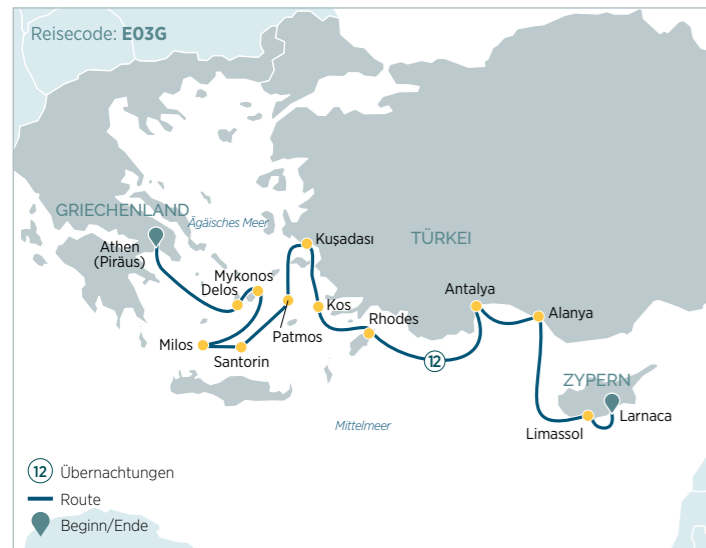 Reisecode: E03G
GRIECHENLAND
Ägäisches Meer
Athen
(Piräus)
Kuşadası
TÜRKEI
Mykonos
Delos
Antalya
Kos
Alanya
Rhodes
Patmos
Milos
Santorin
12
ZYPERN
Larnaca
Mittelmeer
Limassol
12 Übernachtungen
Route
Beginn/Ende